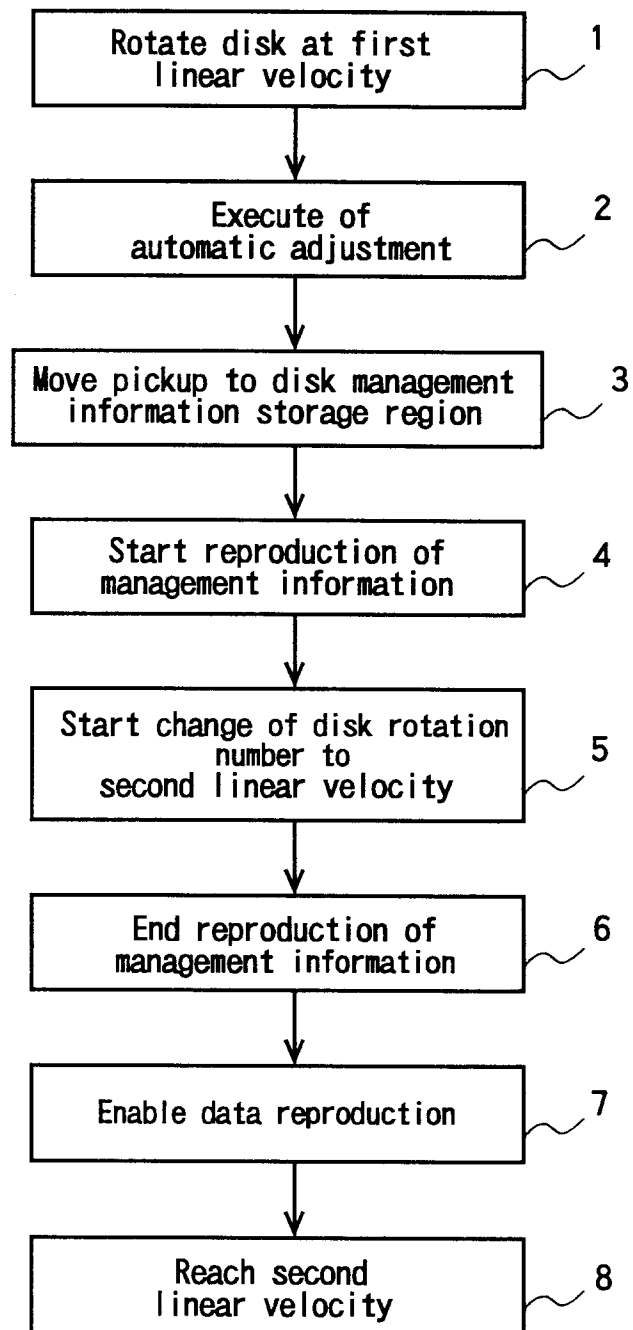 Rotate disk at first
linear velocity
1
Execute of
automatic adjustment
2
Move pickup to disk management
information storage region
3
Start reproduction of
management information
4
Start change of disk rotation
number to
second linear velocity
5
End reproduction of
management information
6
Enable data reproduction
7
Reach second
linear velocity
8